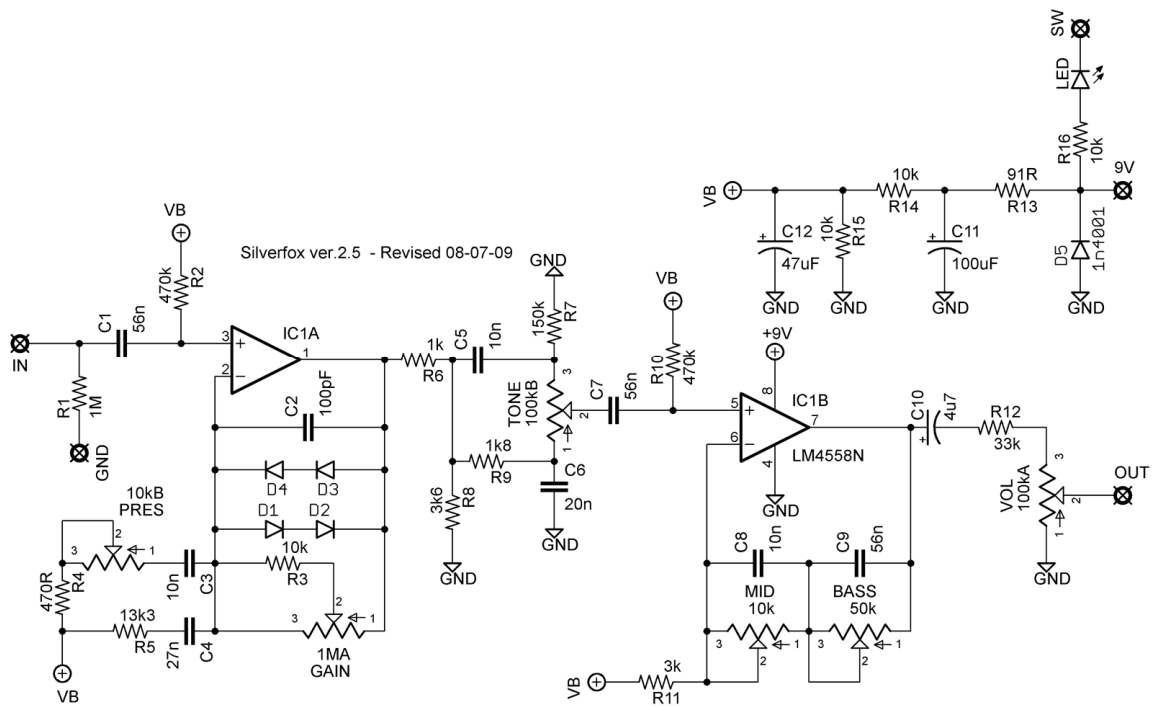 SW
LED
R16
10k
9V
VB
10k
R14
91R
R13
+
C12
47uF
10k
R15
+
C11
100uF
D5
1n4001
GND
GND
GND
GND
VB
470k
R2
Silverfox ver.2.5 - Revised 08-07-09
GND
150k
R7
VB
R10
470k
+9V
IN
C1
56n
3
+
2
-
IC1A
1
R1
1M
GND
C2
100pF
1k
R6
C5
10n
3
TONE
100kB
2
1
C7
56n
5
+
6
-
8
4
IC1B
7
LM4558N
GND
C10
4u7
+
R12
33k
3
VOL
100kA
2
1
OUT
GND
D4
D3
D1
D2
1k8
R9
3k6
R8
GND
C6
20n
GND
10kB
PRES
2
3
1
470R
R4
10n
C3
10k
R3
2
3
1
1MA
GAIN
13k3
R5
27n
C4
VB
C8
10n
C9
56n
MID
10k
3
1
2
BASS
50k
3
1
2
VB
3k
R11